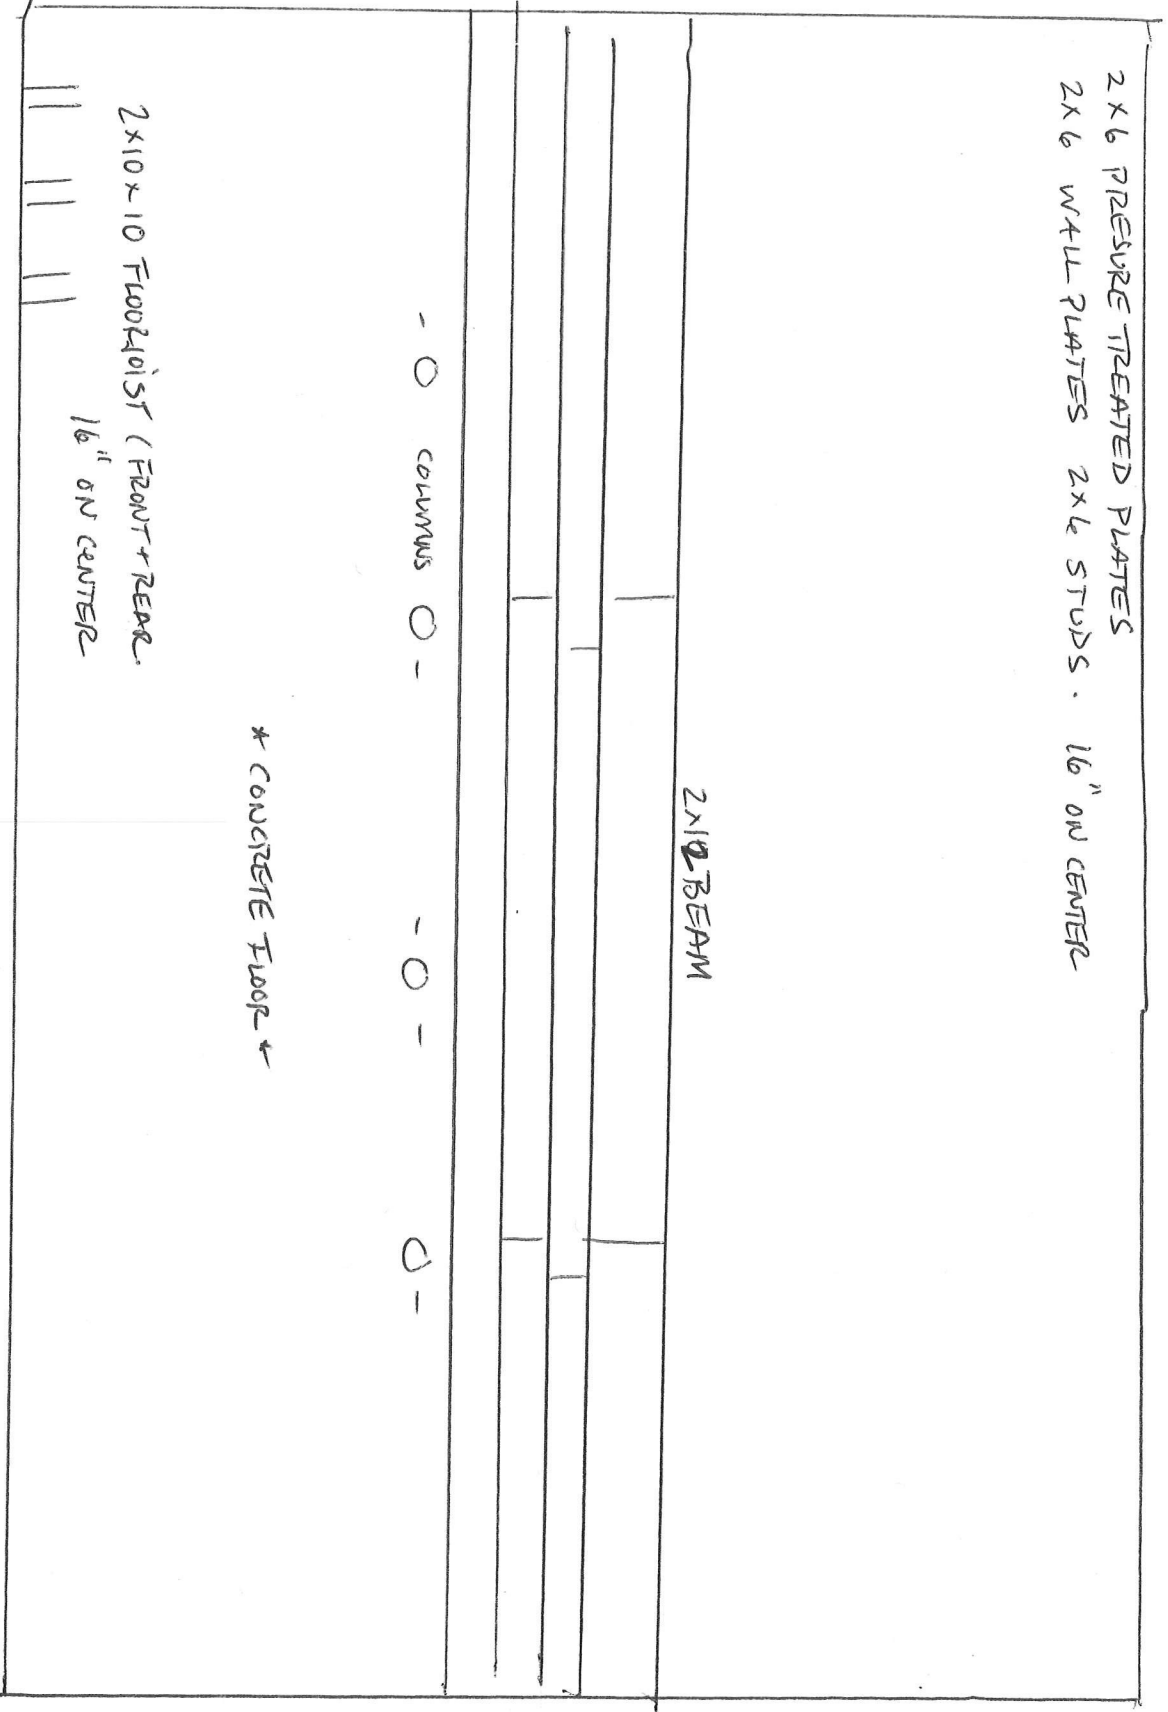 2x6 PRESURE TREATED PLATES
2x6 WALL PLATES 2x6 STUDS. 16" ON CENTER
2x12 BEAM
- O COLUMNS O - - O - O -
* CONCRETE FLOOR *
2x10x10 FLOORJOIST (FRONT + REAR.
16" ON CENTER